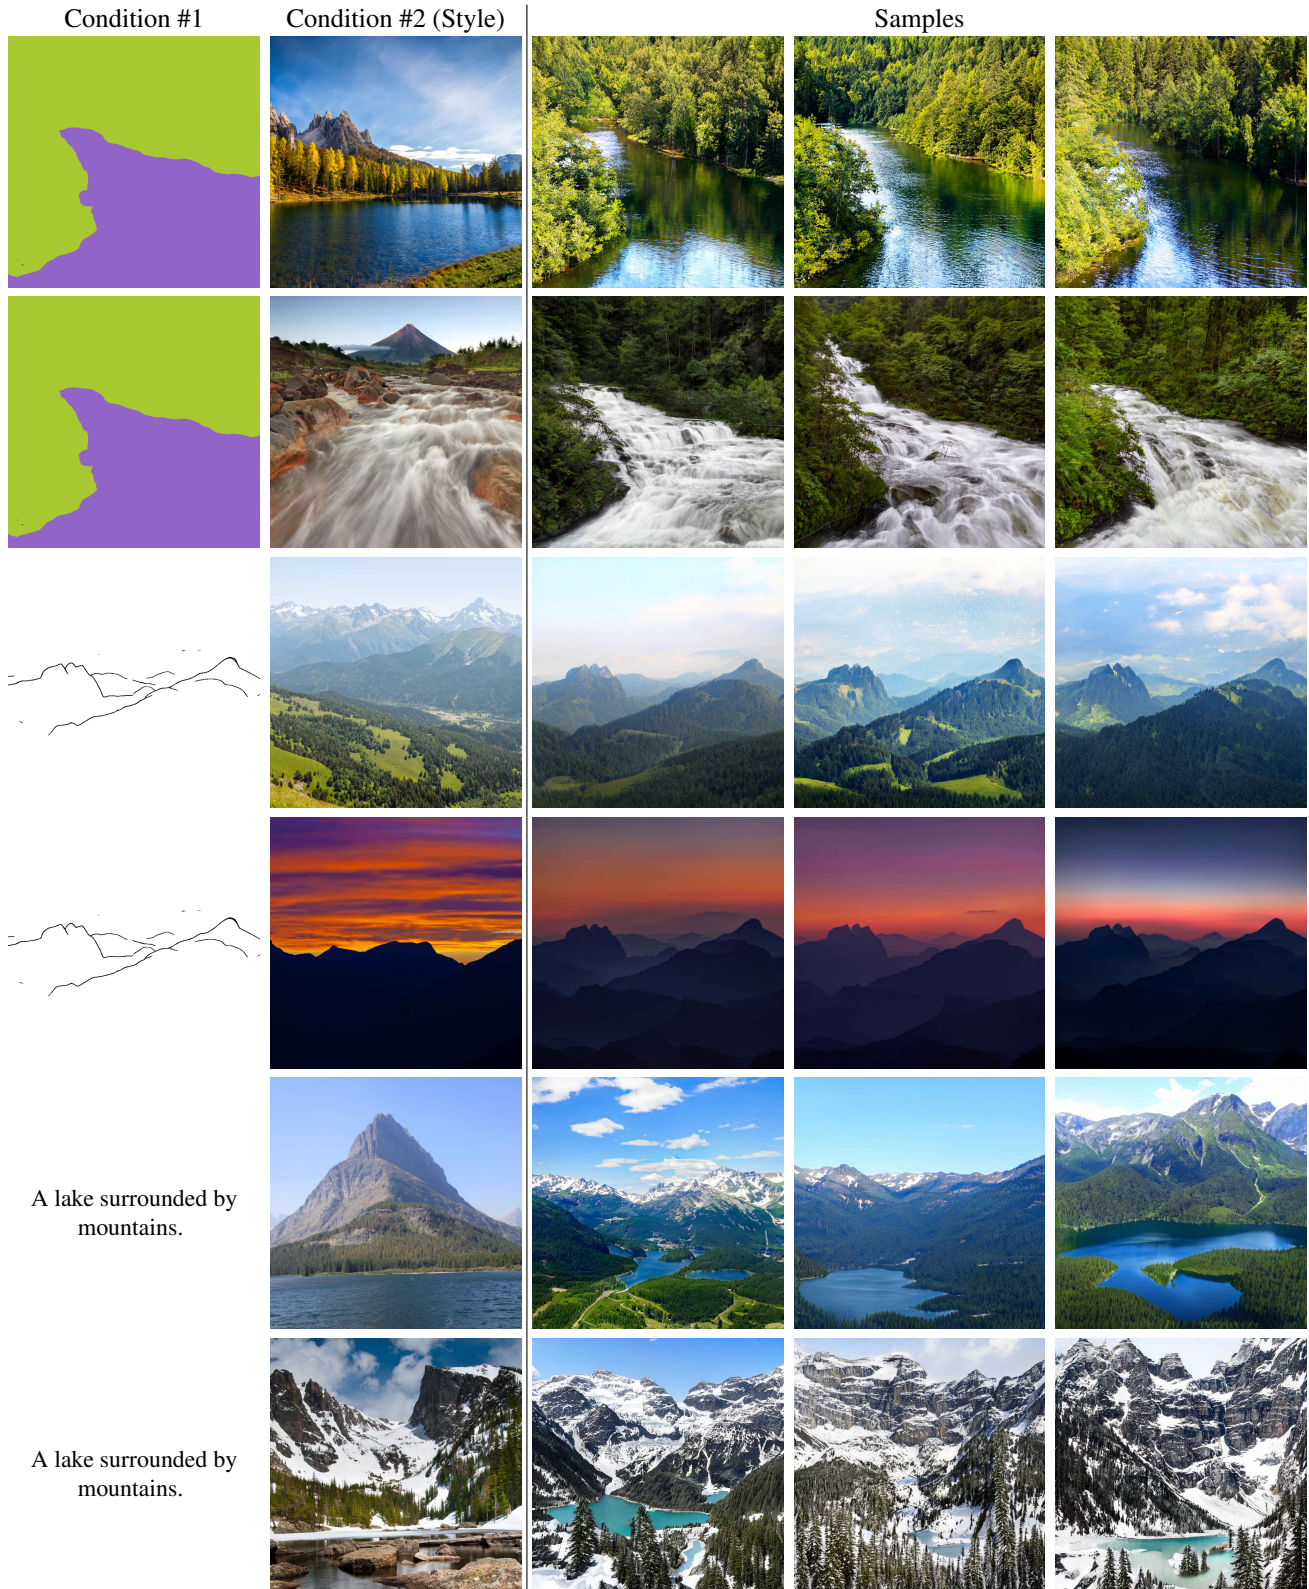 Condition #1
Condition #2 (Style)
Samples
A lake surrounded by
mountains.
A lake surrounded by
mountains.